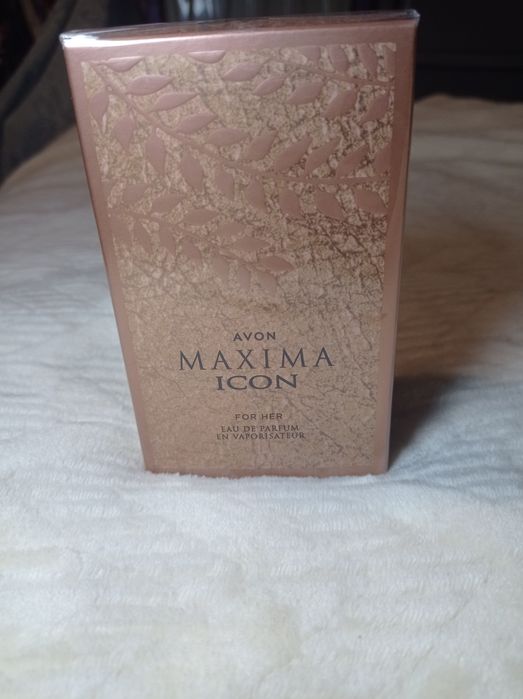 AVON
MAXIMA
ICON
FOR HER
EAU DE PARFUM
EN VAPORISATEUR